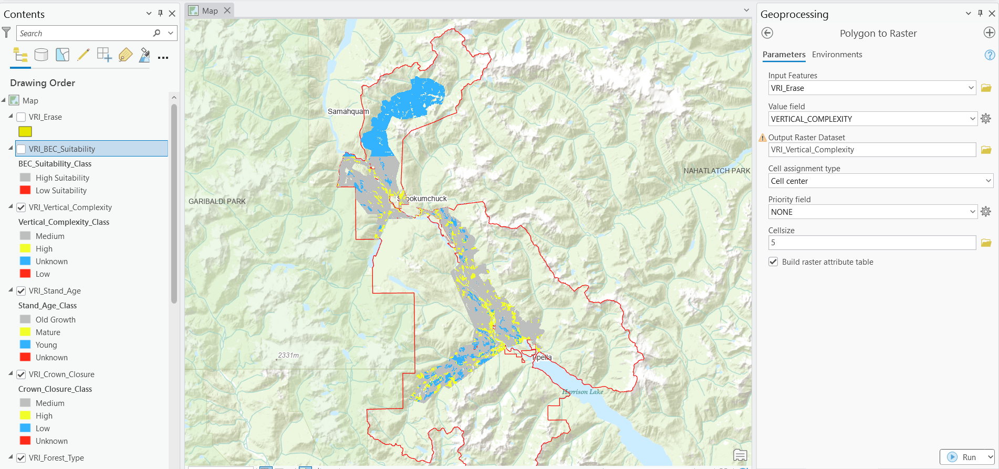 Contents
Search
Drawing Order
Map
VRI_Erase
VRI_BEC_Suitability
BEC_Suitability_Class
High Suitability
Low Suitability
VRI_Vertical_Complexity
Vertical_Complexity_Class
Medium
High
Unknown
Low
VRI_Stand_Age
Stand_Age_Class
Old Growth
Mature
Young
Unknown
VRI_Crown_Closure
Crown_Closure_Class
Medium
High
Low
Unknown
VRI_Forest_Type
Map
Samahquam
NAHATLATCH PARK
GARIBALDI PARK
2331m
Tipella
Harrison Lake
Geoprocessing
Polygon to Raster
Parameters Environments
Input Features
VRI_Erase
Value field
VERTICAL_COMPLEXITY
Output Raster Dataset
VRI_Vertical_Complexity
Cell assignment type
Cell center
Priority field
NONE
Cellsize
5
Build raster attribute table
Run